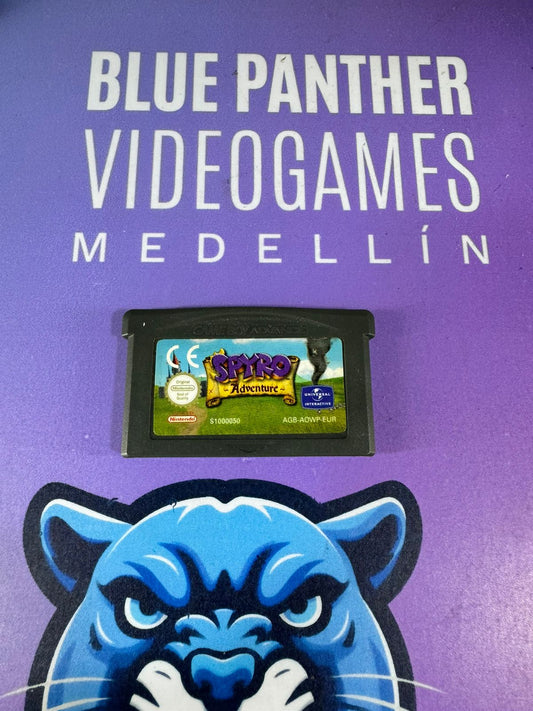 BLUE PANTHER
VIDEOGAMES
MEDELLÍN
GAME BOY ADVANCE
CE
SPYRO
Adventure
Original
Nintendo
Seal of
Quality
UNIVERSAL
INTERACTIVE
Nintendo
S1000050
AGB-AOWP-EUR